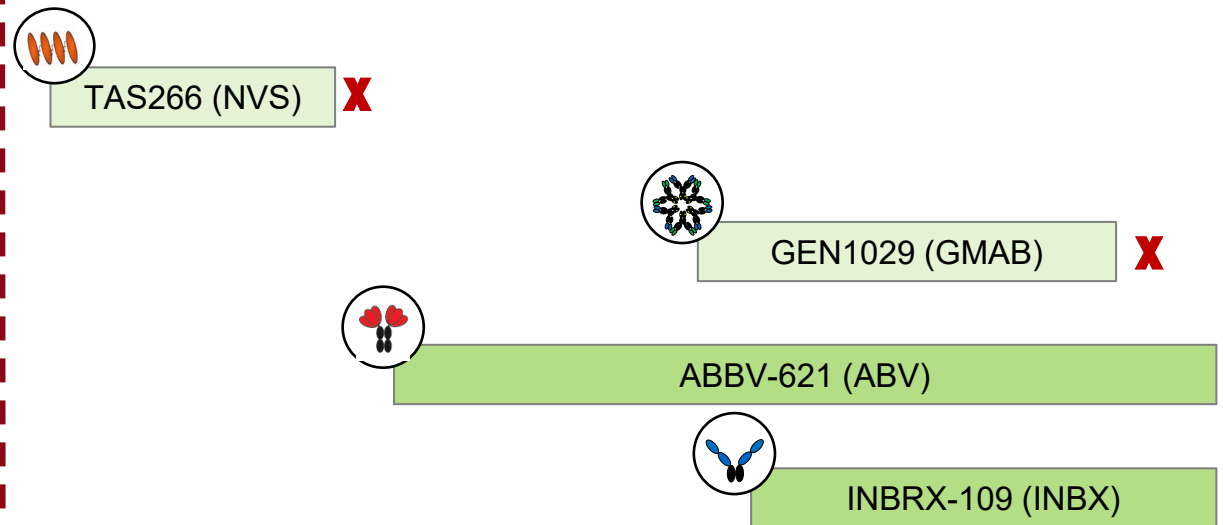 TAS266 (NVS)
X
GEN1029 (GMAB)
X
ABBV-621 (ABV)
INBRX-109 (INBX)